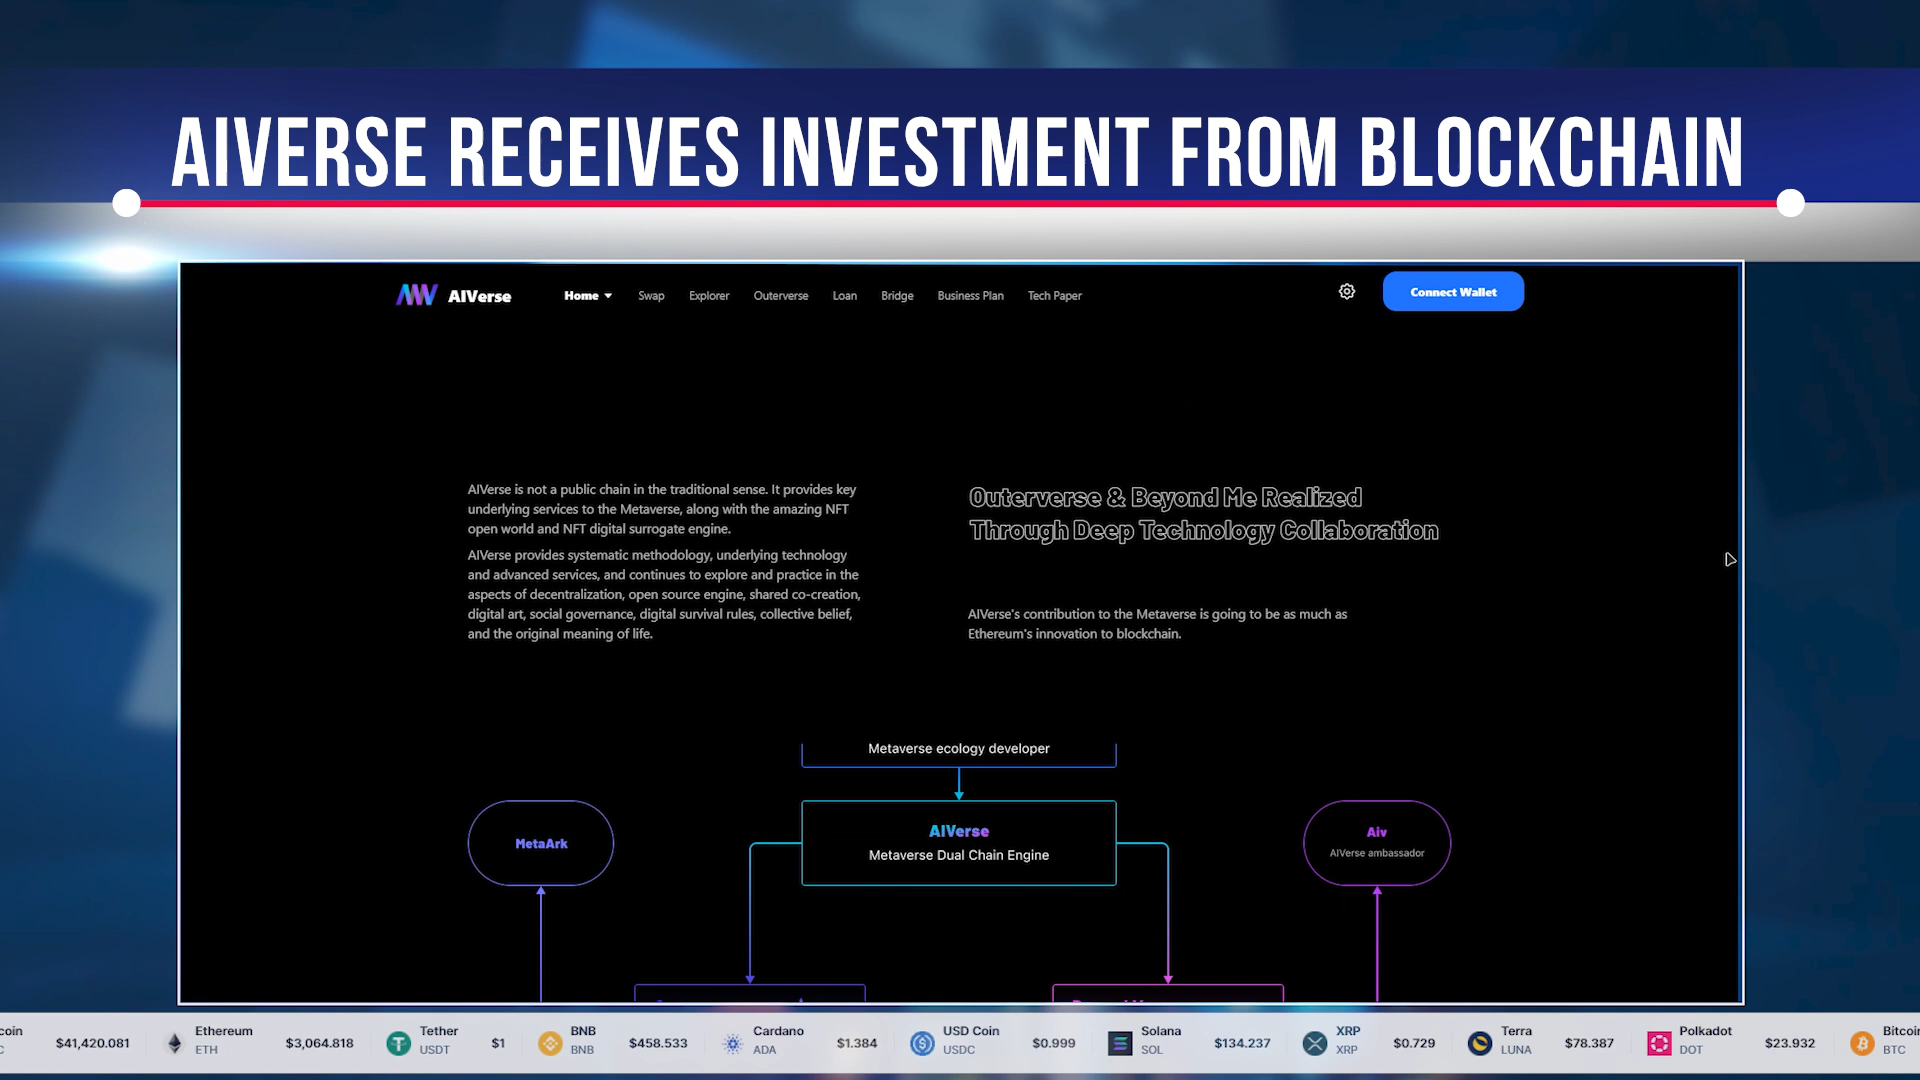 AIVERSE RECEIVES INVESTMENT FROM BLOCKCHAIN
AIVerse
Home
Swap
Explorer
Outerverse
Loan
Bridge
Business Plan
Tech Paper
Connect Wallet
AIVerse is not a public chain in the traditional sense. It provides key
underlying services to the Metaverse, along with the amazing NFT
open world and NFT digital surrogate engine.
AIVerse provides systematic methodology, underlying technology
and advanced services, and continues to explore and practice in the
aspects of decentralization, open source engine, shared co-creation,
digital art, social governance, digital survival rules, collective belief,
and the original meaning of life.
Outerverse & Beyond Me Realized
Through Deep Technology Collaboration
AIVerse's contribution to the Metaverse is going to be as much as
Ethereum's innovation to blockchain.
Metaverse ecology developer
MetaArk
AIVerse
Metaverse Dual Chain Engine
Aiv
AIVerse ambassador
coin
C
$41,420.081
Ethereum
ETH
$3,064.818
Tether
USDT
$1
BNB
BNB
$458.533
Cardano
ADA
$1.384
USD Coin
USDC
$0.999
Solana
SOL
$134.237
XRP
XRP
$0.729
Terra
LUNA
$78.387
Polkadot
DOT
$23.932
Bitcoin
BTC